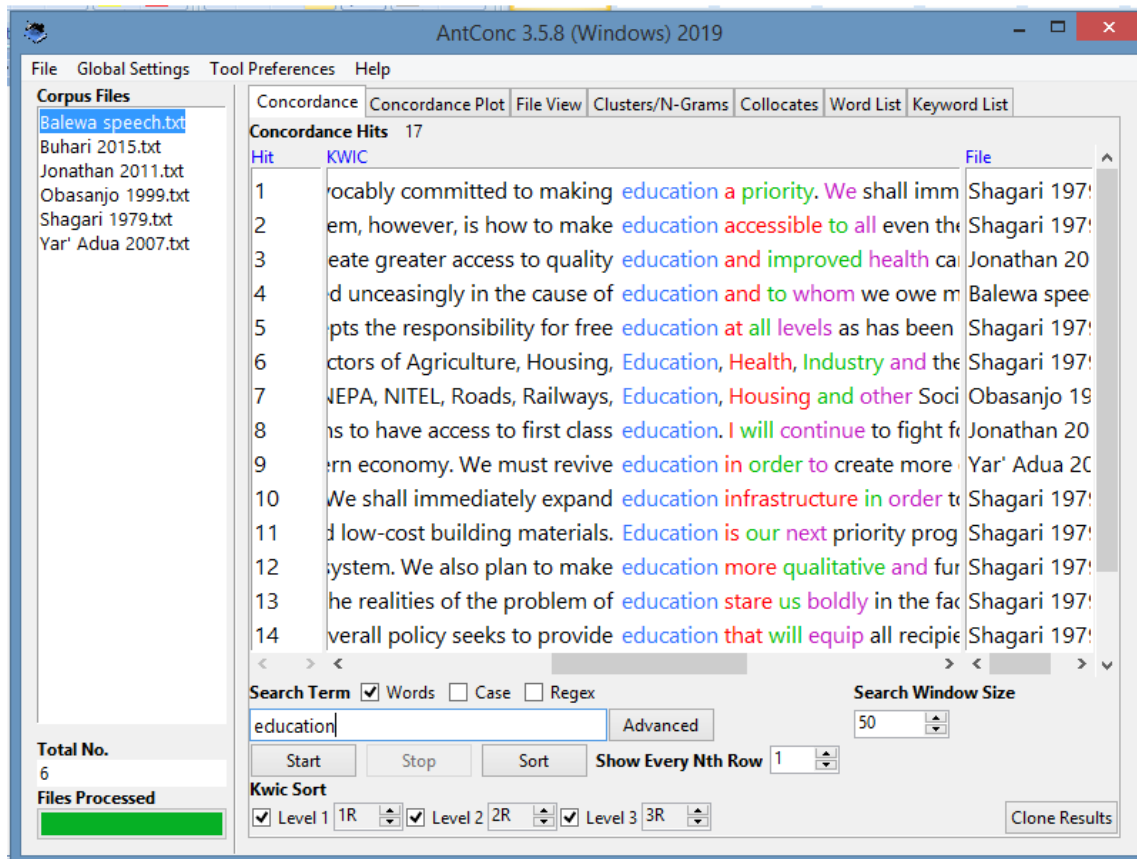 AntConc 3.5.8 (Windows) 2019
File Global Settings Tool Preferences Help
Corpus Files
Balewa speech.txt
Buhari 2015.txt
Jonathan 2011.txt
Obasanjo 1999.txt
Shagari 1979.txt
Yar' Adua 2007.txt
Total No.
6
Files Processed
Concordance Concordance Plot File View Clusters/N-Grams Collocates Word List Keyword List
Concordance Hits 17
Hit KWIC File
1 vocably committed to making education a priority. We shall imm Shagari 1979
2 em, however, is how to make education accessible to all even the Shagari 1979
3 eate greater access to quality education and improved health ca Jonathan 20
4 d unceasingly in the cause of education and to whom we owe m Balewa spee
5 pts the responsibility for free education at all levels as has been Shagari 1979
6 ctors of Agriculture, Housing, Education, Health, Industry and the Shagari 1979
7 NEPA, NITEL, Roads, Railways, Education, Housing and other Soci Obasanjo 19
8 ns to have access to first class education. I will continue to fight fo Jonathan 20
9 ern economy. We must revive education in order to create more Yar' Adua 20
10 We shall immediately expand education infrastructure in order to Shagari 1979
11 d low-cost building materials. Education is our next priority prog Shagari 1979
12 system. We also plan to make education more qualitative and fur Shagari 1979
13 he realities of the problem of education stare us boldly in the fac Shagari 1979
14 verall policy seeks to provide education that will equip all recipie Shagari 1979
Search Term Words Case Regex Search Window Size
education Advanced 50
Start Stop Sort Show Every Nth Row 1
Kwic Sort
Level 1 1R Level 2 2R Level 3 3R Clone Results